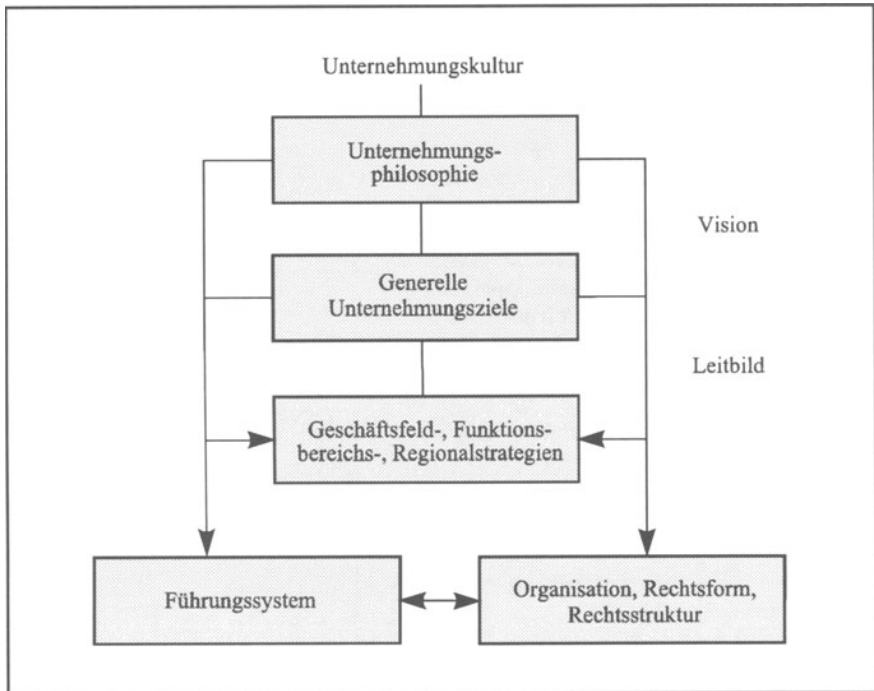 Unternehmungskultur
Unternehmungs-
philosophie
Vision
Generelle
Unternehmungsziele
Leitbild
Geschäftsfeld-, Funktions-
bereichs-, Regionalstrategien
Führungssystem
Organisation, Rechtsform,
Rechtsstruktur